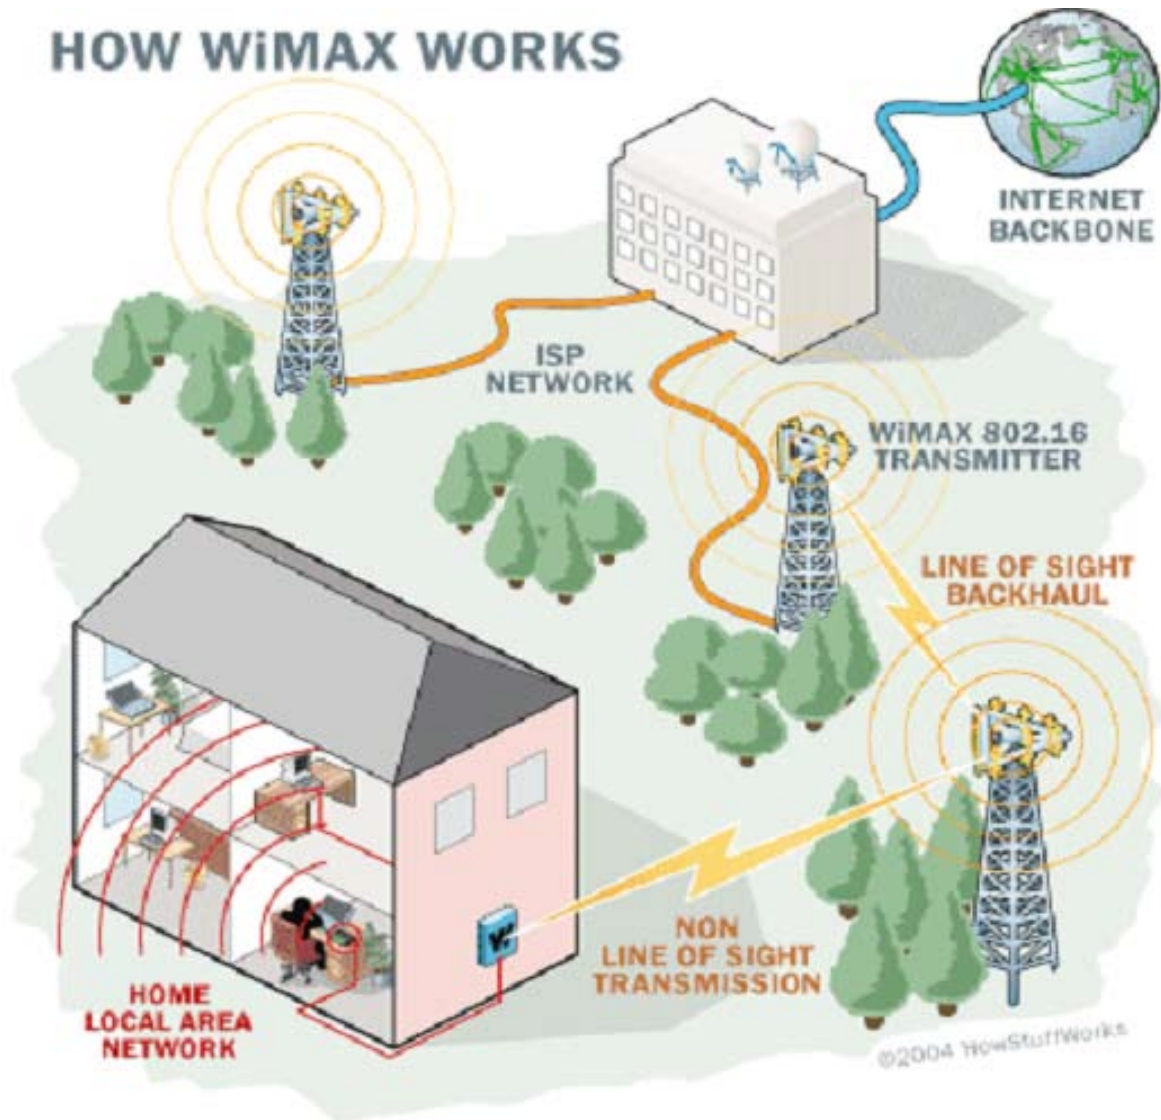 HOW WiMAX WORKS
INTERNET
BACKBONE
ISP
NETWORK
WiMAX 802.16
TRANSMITTER
LINE OF SIGHT
BACKHAUL
NON
LINE OF SIGHT
TRANSMISSION
HOME
LOCAL AREA
NETWORK
©2004 HowStuffWorks